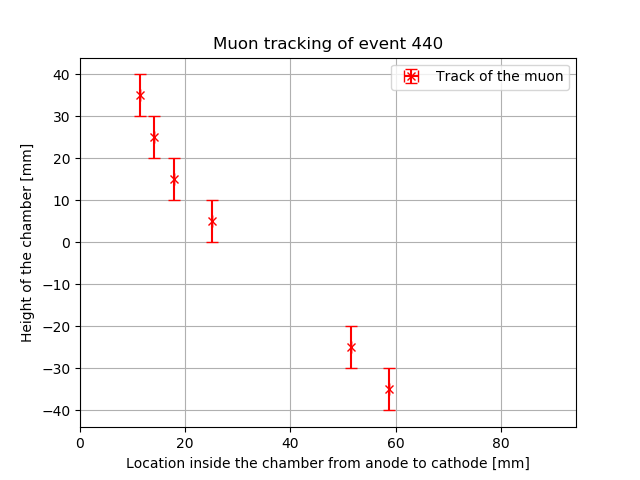 Muon tracking of event 440
Track of the muon
Height of the chamber [mm]
40
30
20
10
0
−10
−20
−30
−40
0 20 40 60 80
Location inside the chamber from anode to cathode [mm]